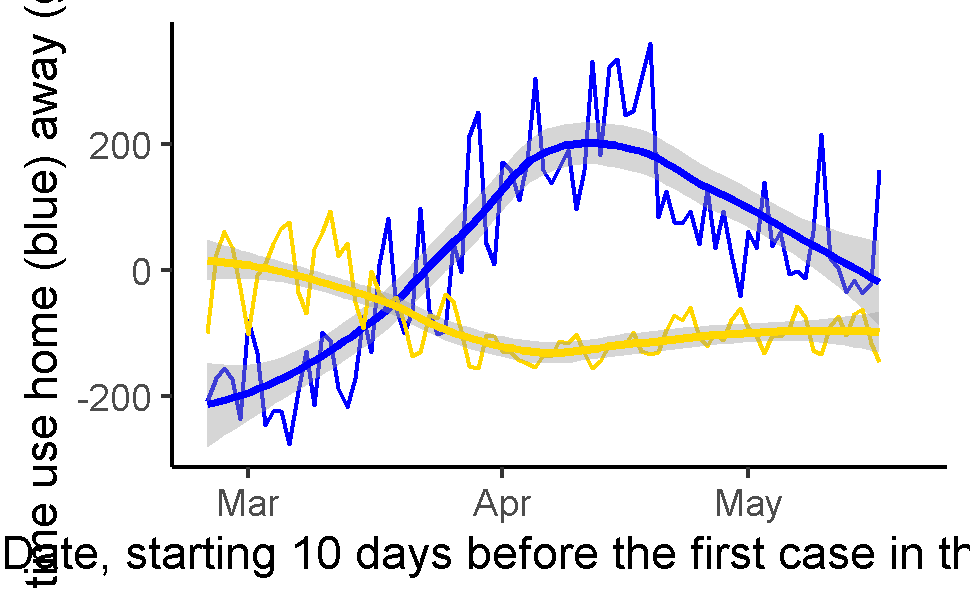 time use home (blue) away (
200
0
-200
Mar Apr May
Date, starting 10 days before the first case in th